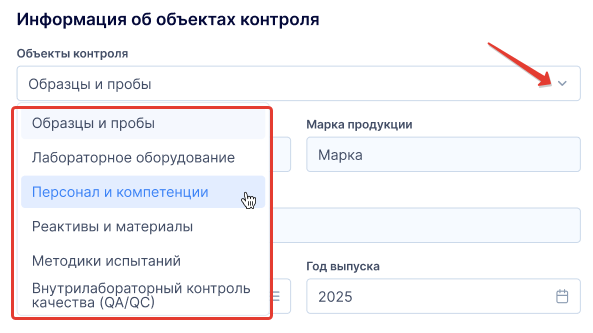 Информация об объектах контроля
Объекты контроля
Образцы и пробы
Образцы и пробы
Марка продукции
Лабораторное оборудование
Марка
Персонал и компетенции
Реактивы и материалы
Методики испытаний
Год выпуска
Внутрилабораторный контроль
качества (QA/QC)
2025